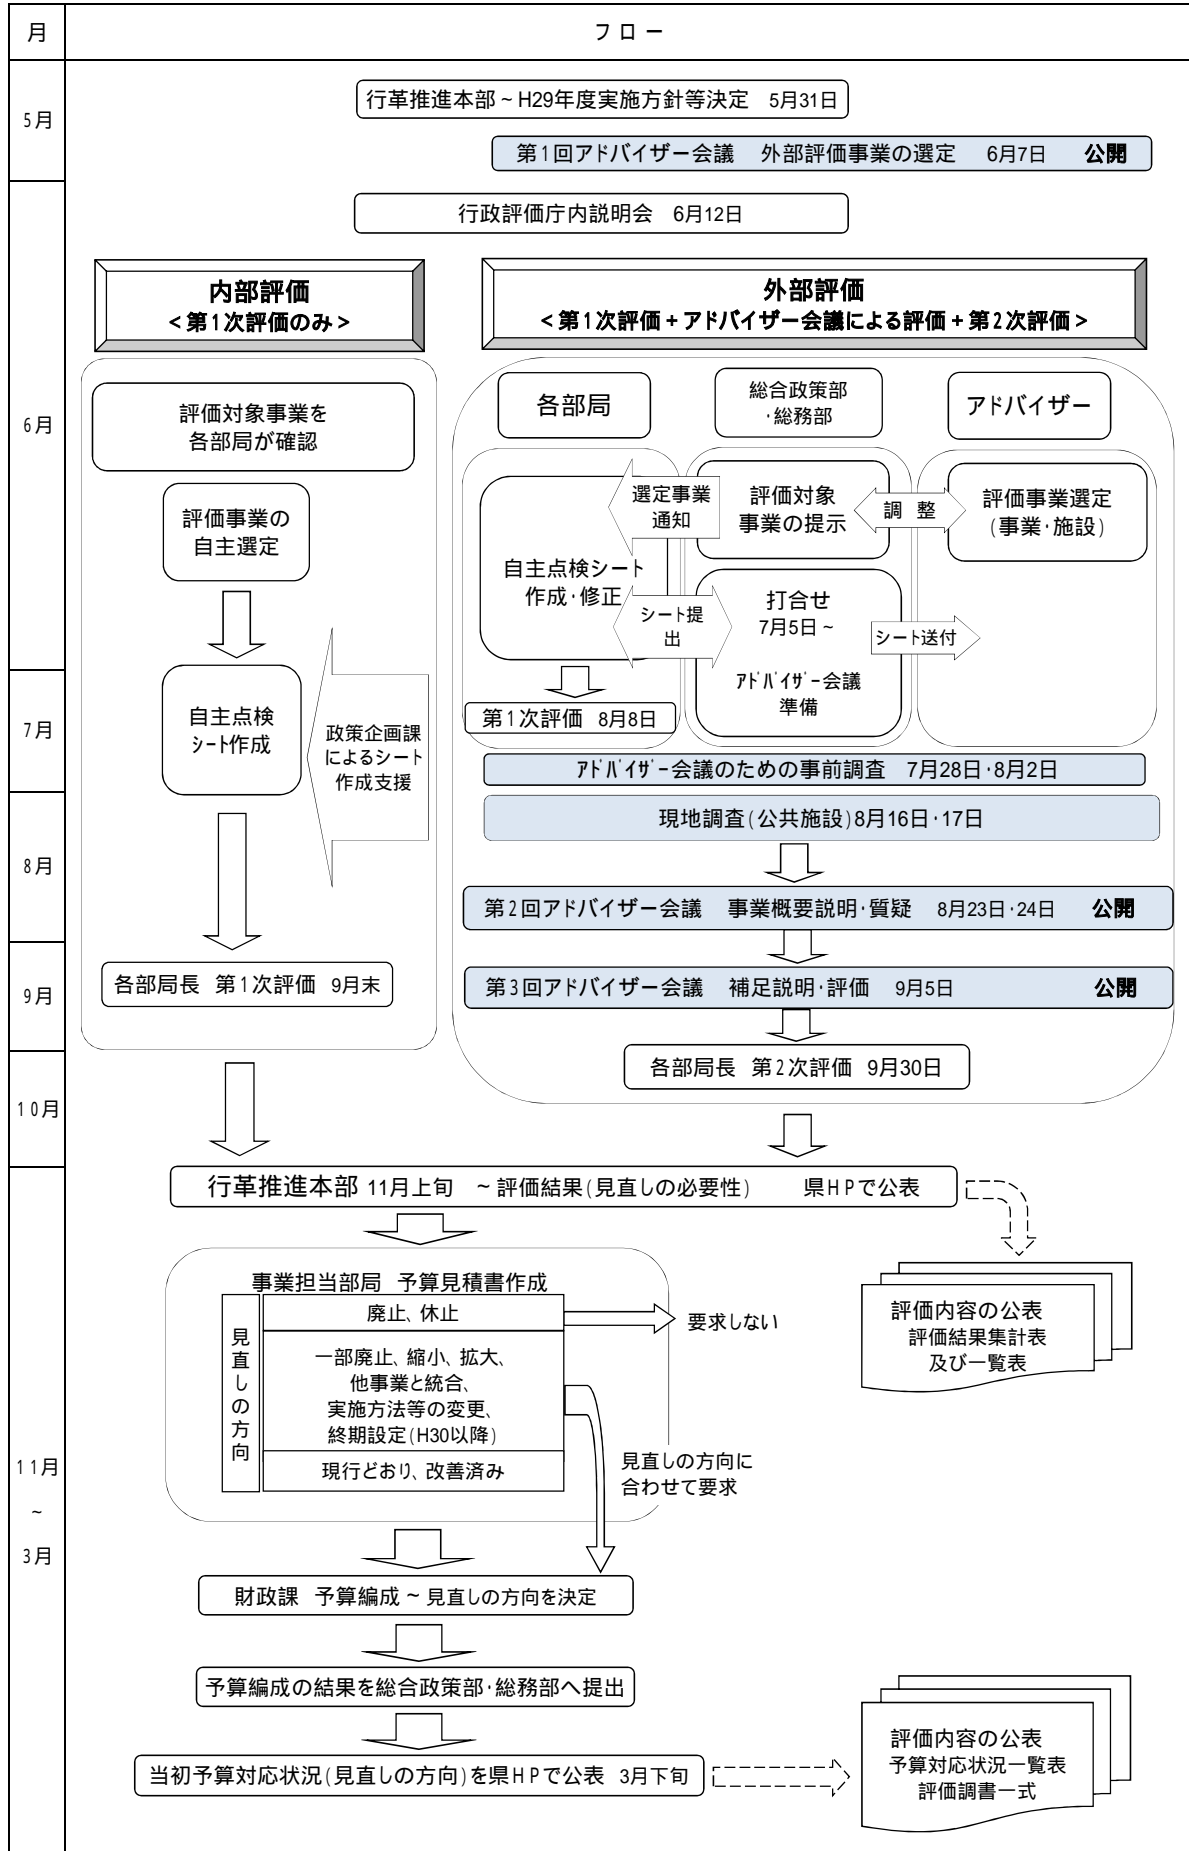 月
フロー
5月
行革推進本部~H29年度実施方針等決定 5月31日
第1回アドバイザー会議 外部評価事業の選定 6月7日 公開
6月
行政評価庁内説明会 6月12日
内部評価
<第1次評価のみ>
評価対象事業を
各部局が確認
評価事業の
自主選定
自主点検
シート作成
政策企画課
によるシート
作成支援
各部局長 第1次評価 9月末
外部評価
<第1次評価+アドバイザー会議による評価+第2次評価>
各部局
総合政策部
・総務部
アドバイザー
選定事業
通知
評価対象
事業の提示
調 整
評価事業選定
(事業・施設)
自主点検シート
作成・修正
シート提
出
打合せ
7月5日~
アドバイザー会議
準備
シート送付
7月
第1次評価 8月8日
アドバイザー会議のための事前調査 7月28日・8月2日
8月
現地調査(公共施設)8月16日・17日
第2回アドバイザー会議 事業概要説明・質疑 8月23日・24日 公開
9月
第3回アドバイザー会議 補足説明・評価 9月5日 公開
各部局長 第2次評価 9月30日
10月
11月
~
3月
行革推進本部 11月上旬 ~評価結果(見直しの必要性) 県HPで公表
事業担当部局 予算見積書作成
見直しの方向
廃止、休止
要求しない
一部廃止、縮小、拡大、
他事業と統合、
実施方法等の変更、
終期設定(H30以降)
現行どおり、改善済み
見直しの方向に
合わせて要求
評価内容の公表
評価結果集計表
及び一覧表
財政課 予算編成~見直しの方向を決定
予算編成の結果を総合政策部・総務部へ提出
当初予算対応状況(見直しの方向)を県HPで公表 3月下旬
評価内容の公表
予算対応状況一覧表
評価調書一式